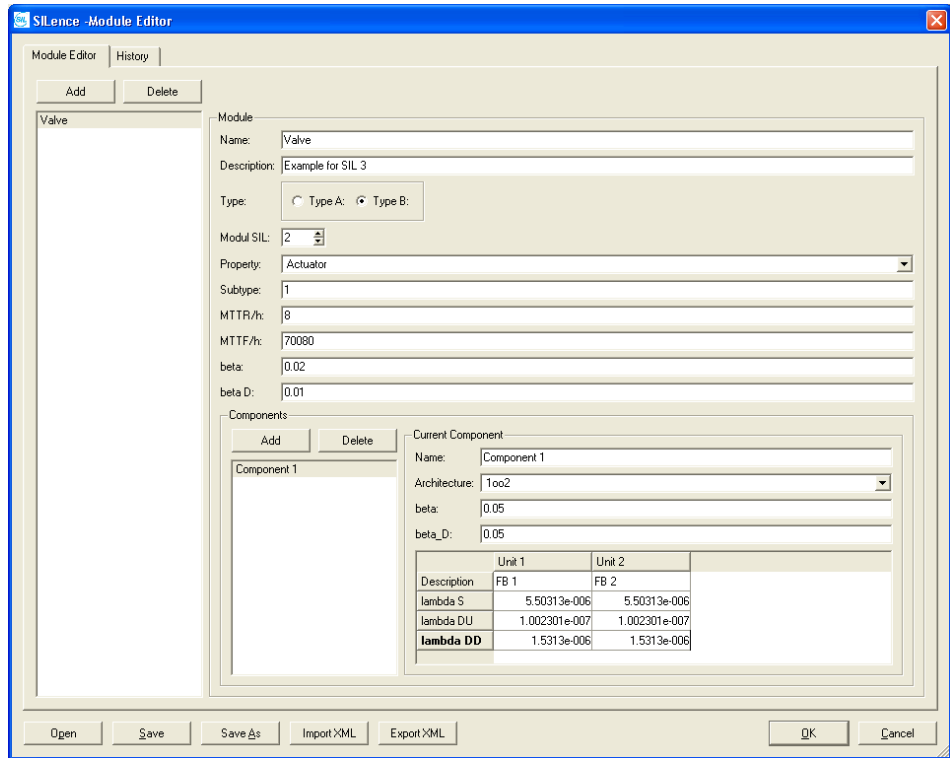 SIL SILence -Module Editor
Module Editor History
Add Delete
Valve
Module
Name: Valve
Description: Example for SIL 3
Type: Type A: Type B:
Modul SIL: 2
Property: Actuator
Subtype: 1
MTTR/h: 8
MTTF/h: 70080
beta: 0.02
beta D: 0.01
Components
Add Delete
Component 1
Current Component
Name: Component 1
Architecture: 1oo2
beta: 0.05
beta_D: 0.05
Unit 1 Unit 2
Description FB 1 FB 2
lambda S 5.50313e-006 5.50313e-006
lambda DU 1.002301e-007 1.002301e-007
lambda DD 1.5313e-006 1.5313e-006
Open Save Save As Import XML Export XML OK Cancel